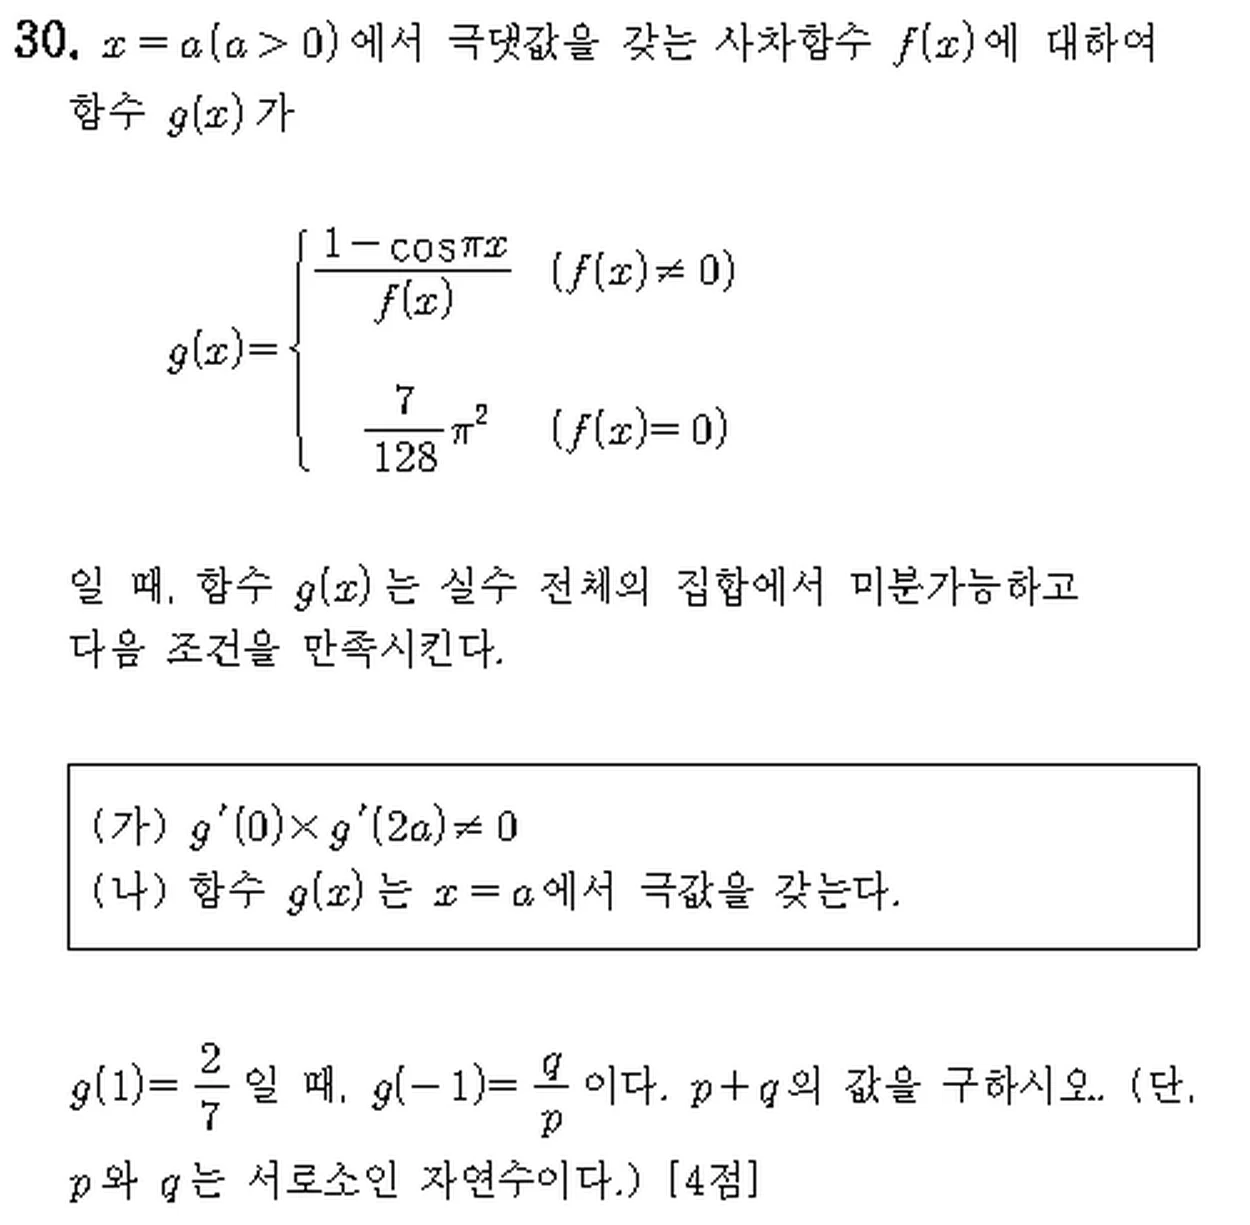 30. x = a(a > 0)에서 극댓값을 갖는 사차함수 f(x)에 대하여
함수 g(x)가
g(x) = { (1 − cosπx) / f(x) (f(x) ≠ 0)
7/128 π² (f(x) = 0)
일 때, 함수 g(x)는 실수 전체의 집합에서 미분가능하고
다음 조건을 만족시킨다.
(가) g′(0) × g′(2a) ≠ 0
(나) 함수 g(x)는 x = a에서 극값을 갖는다.
g(1) = 2/7 일 때, g(−1) = q/p 이다. p + q의 값을 구하시오. (단,
p와 q는 서로소인 자연수이다.) [4점]